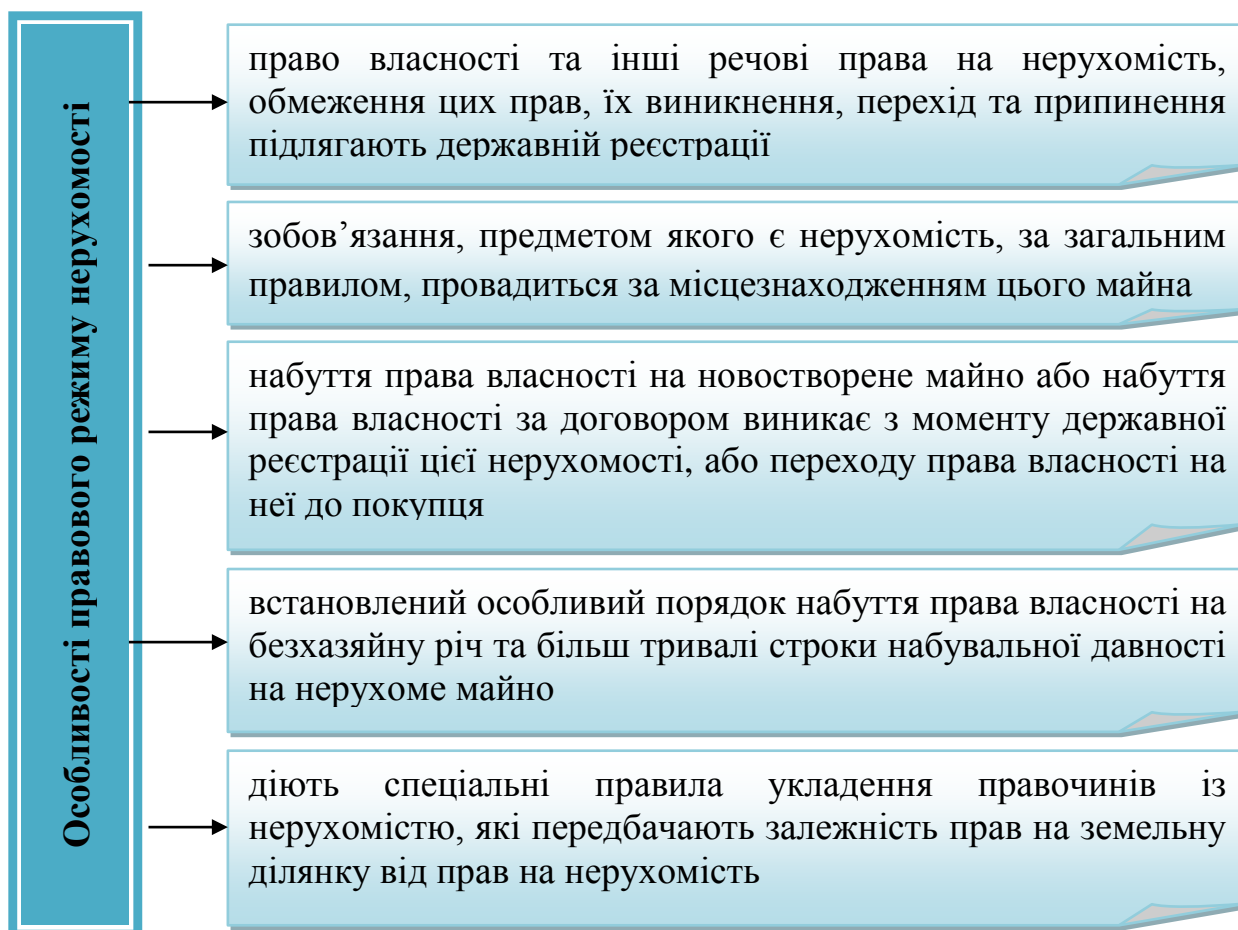 Особливості правового режиму нерухомості
право власності та інші речові права на нерухомість,
обмеження цих прав, їх виникнення, перехід та припинення
підлягають державній реєстрації
зобов’язання, предметом якого є нерухомість, за загальним
правилом, провадиться за місцезнаходженням цього майна
набуття права власності на новостворене майно або набуття
права власності за договором виникає з моменту державної
реєстрації цієї нерухомості, або переходу права власності на
неї до покупця
встановлений особливий порядок набуття права власності на
безхазяйну річ та більш тривалі строки набувальної давності
на нерухоме майно
діють спеціальні правила укладення правочинів із
нерухомістю, які передбачають залежність прав на земельну
ділянку від прав на нерухомість